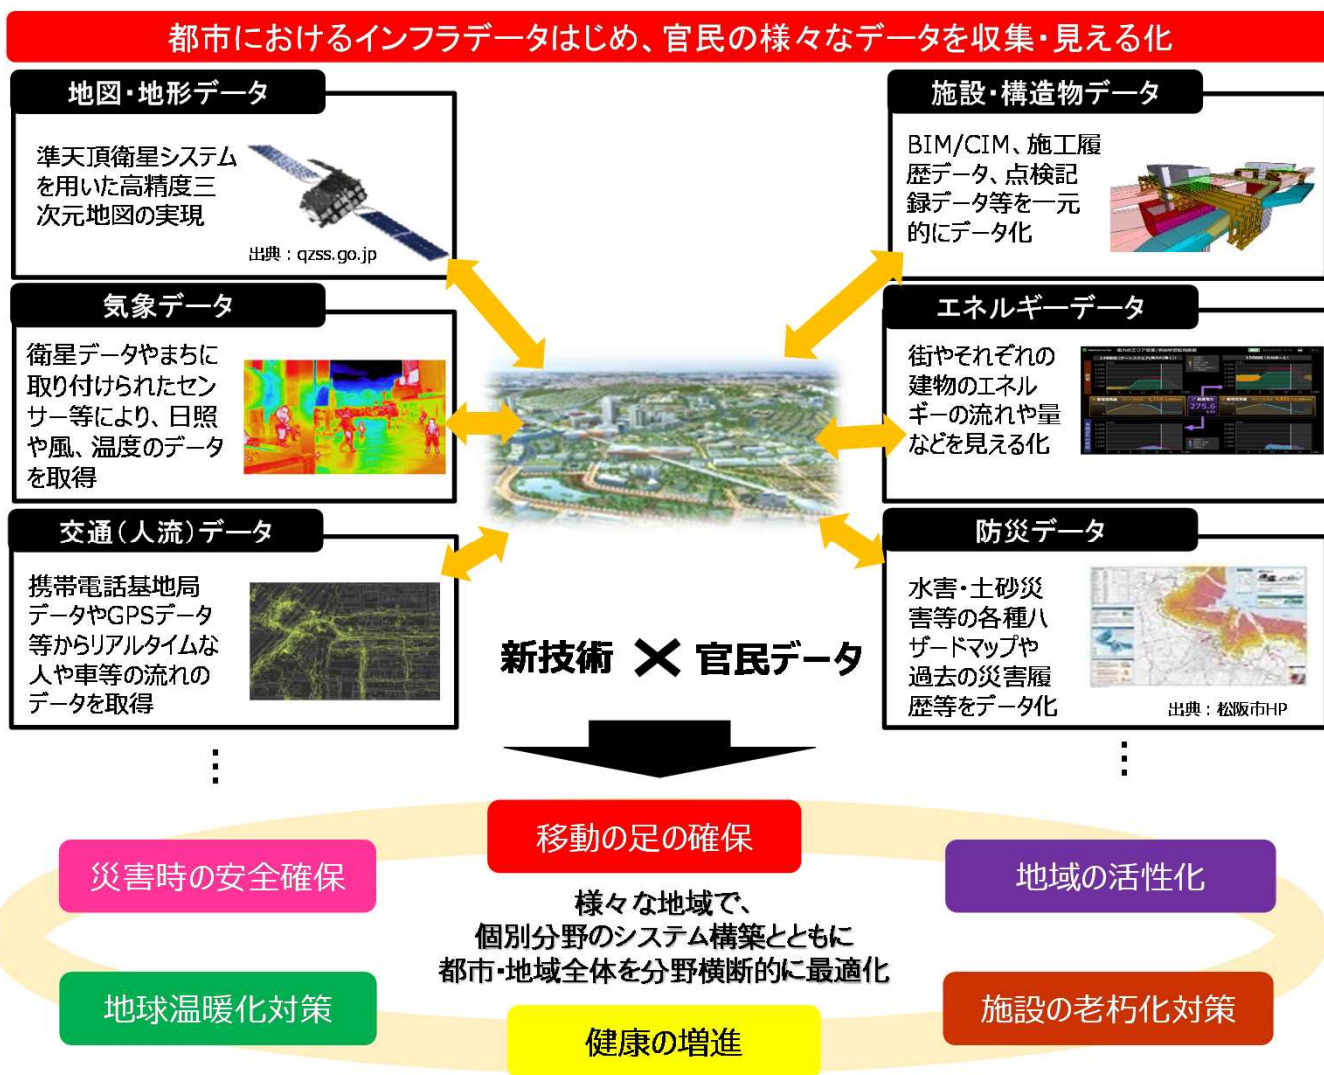 都市におけるインフラデータはじめ、官民の様々なデータを収集・見える化
地図・地形データ
準天頂衛星システム
を用いた高精度三
次元地図の実現
出典：qzss.go.jp
気象データ
衛星データやまちに
取り付けられたセン
サー等により、日照
や風、温度のデータ
を取得
交通（人流）データ
携帯電話基地局
データやGPSデータ
等からリアルタイムな
人や車等の流れの
データを取得
⋮
施設・構造物データ
BIM/CIM、施工履
歴データ、点検記
録データ等を一元
的にデータ化
エネルギーデータ
街やそれぞれの
建物のエネル
ギーの流れや量
などを見える化
275.6
防災データ
水害・土砂災
害等の各種ハ
ザードマップや
過去の災害履
歴等をデータ化
出典：松阪市HP
⋮
新技術 × 官民データ
移動の足の確保
災害時の安全確保
地域の活性化
様々な地域で、
個別分野のシステム構築とともに
都市・地域全体を分野横断的に最適化
地球温暖化対策
健康の増進
施設の老朽化対策